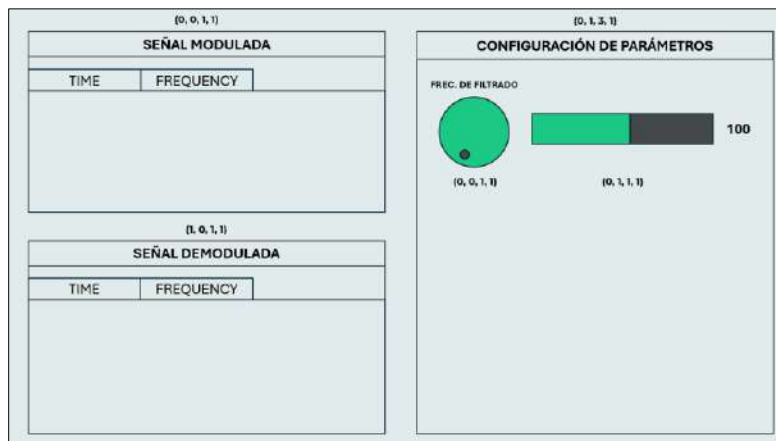 (0, 0, 1, 1)
SEÑAL MODULADA
TIME FREQUENCY
(1, 0, 1, 1)
SEÑAL DEMODULADA
TIME FREQUENCY
(0, 1, 3, 1)
CONFIGURACIÓN DE PARÁMETROS
FREC. DE FILTRADO
100
(0, 0, 1, 1) (0, 1, 1, 1)